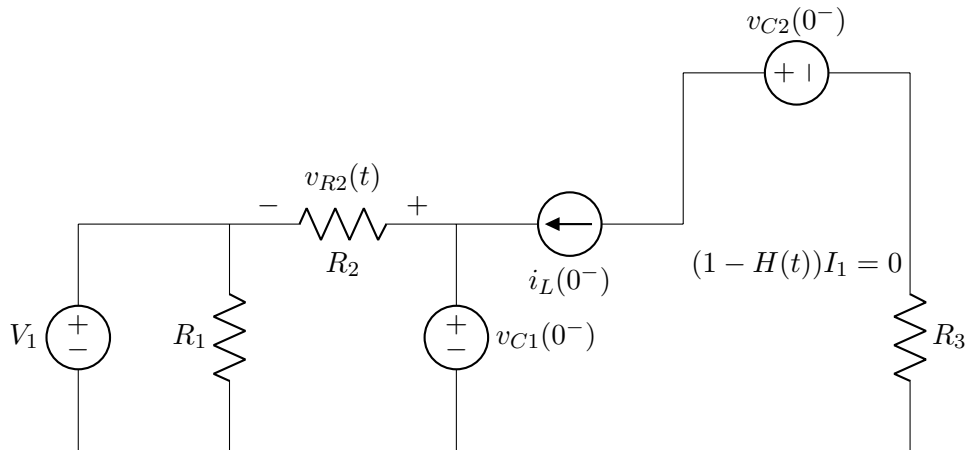 v_{C2}(0^-)
+ −
v_{R2}(t)
− +
R_2
i_L(0^-)
(1 − H(t))I_1 = 0
V_1
+
−
R_1
+
−
v_{C1}(0^-)
R_3